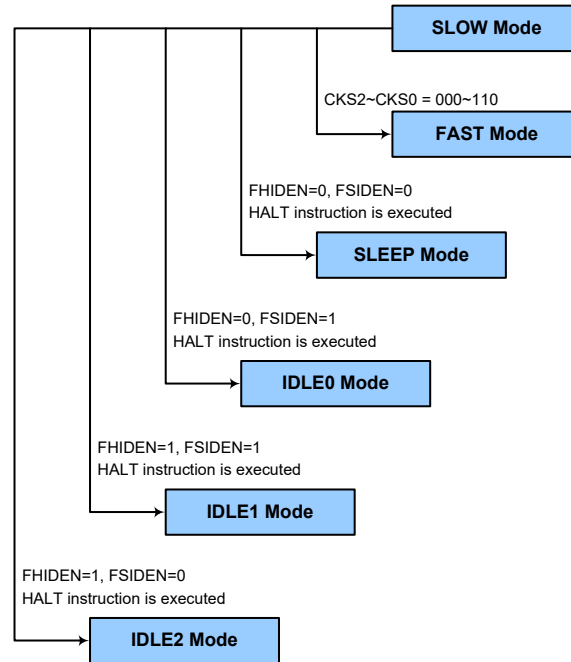 SLOW Mode
CKS2~CKS0 = 000~110
FAST Mode
FHIDEN=0, FSIDEN=0
HALT instruction is executed
SLEEP Mode
FHIDEN=0, FSIDEN=1
HALT instruction is executed
IDLE0 Mode
FHIDEN=1, FSIDEN=1
HALT instruction is executed
IDLE1 Mode
FHIDEN=1, FSIDEN=0
HALT instruction is executed
IDLE2 Mode